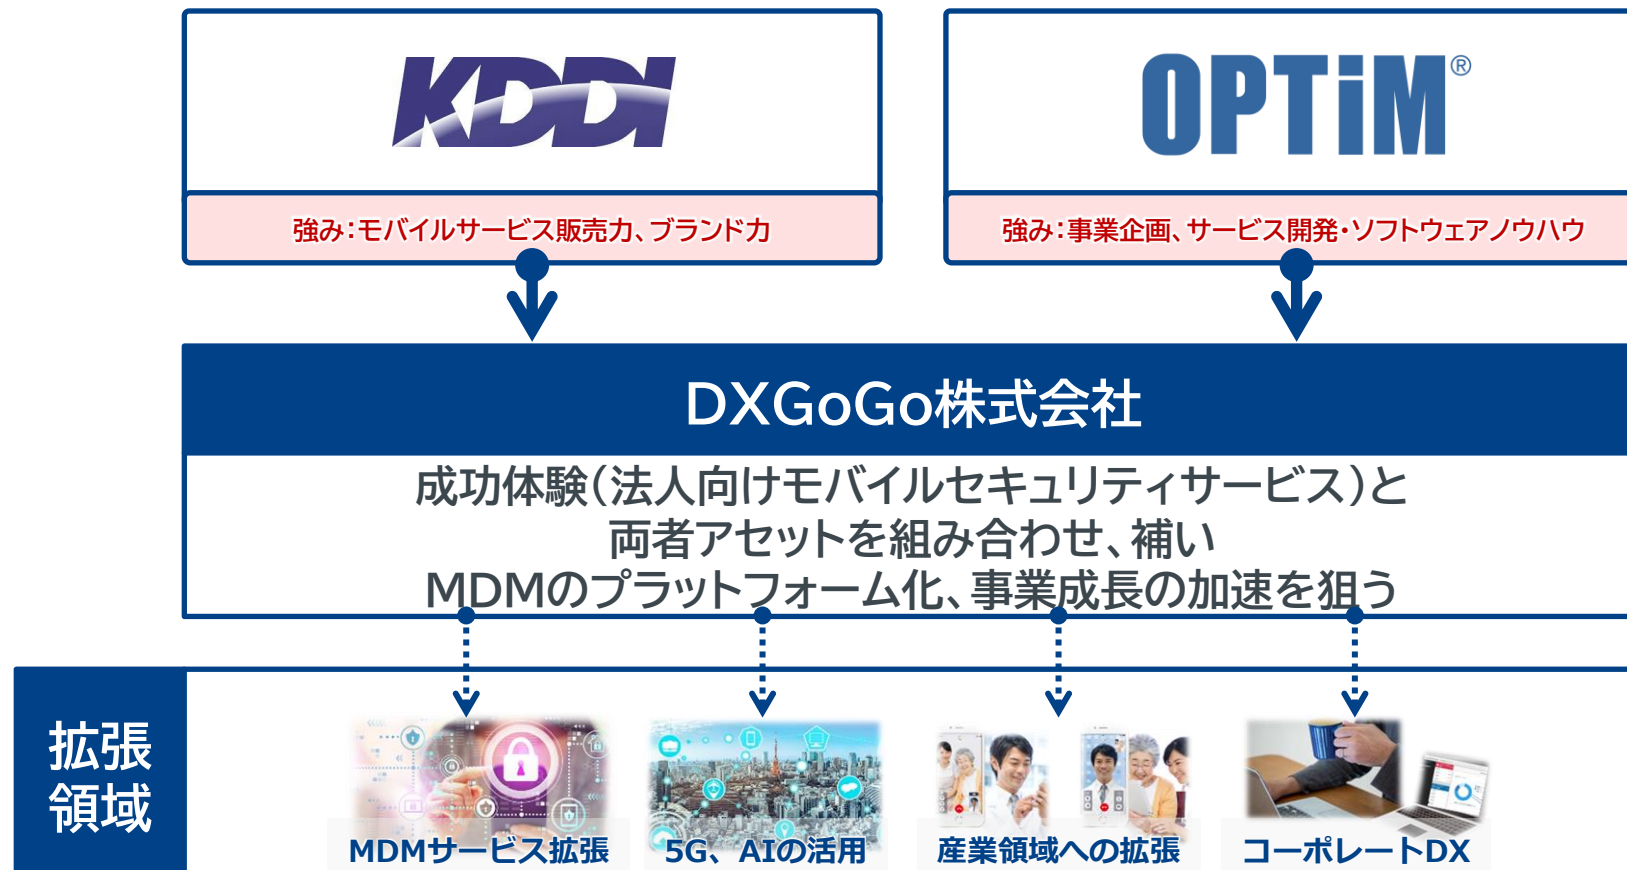 KDDI
OPTiM®
強み：モバイルサービス販売力、ブランド力
強み：事業企画、サービス開発・ソフトウェアノウハウ
DXGoGo株式会社
成功体験（法人向けモバイルセキュリティサービス）と
両者アセットを組み合わせ、補い
MDMのプラットフォーム化、事業成長の加速を狙う
拡張
領域
MDMサービス拡張
5G、AIの活用
産業領域への拡張
コーポレートDX